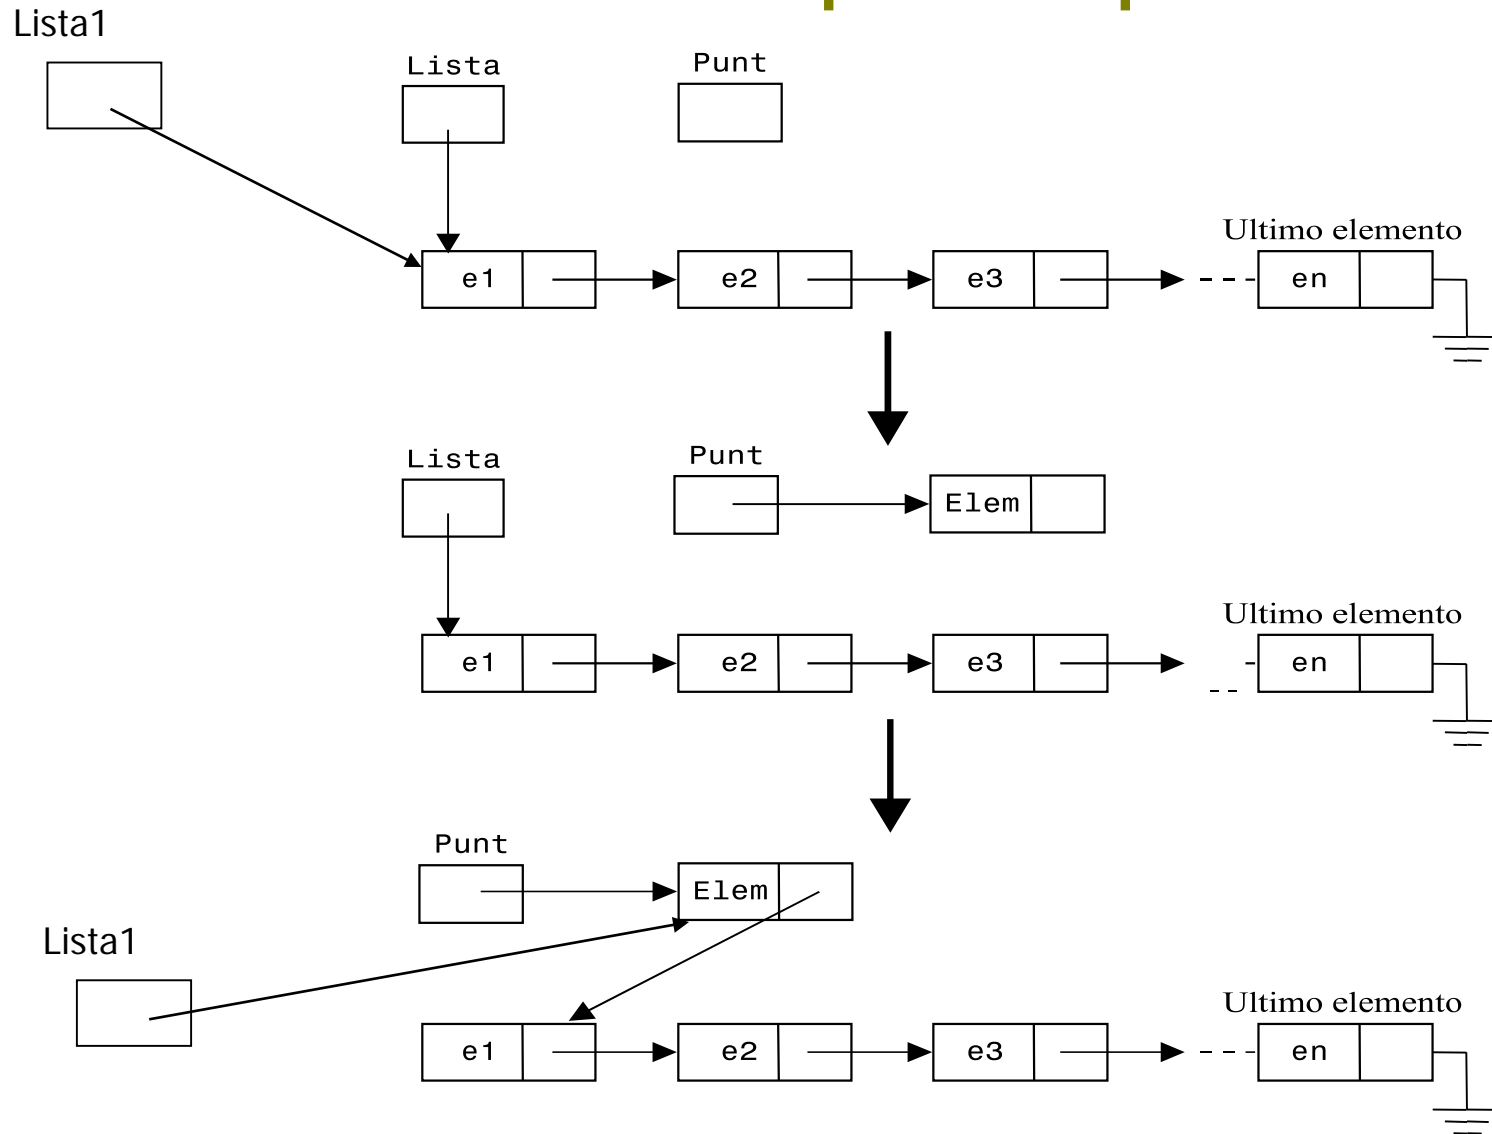 Lista1
Lista
Punt
Ultimo elemento
e1
e2
e3
en
Lista
Punt
Elem
Ultimo elemento
e1
e2
e3
en
Punt
Elem
Lista1
Ultimo elemento
e1
e2
e3
en